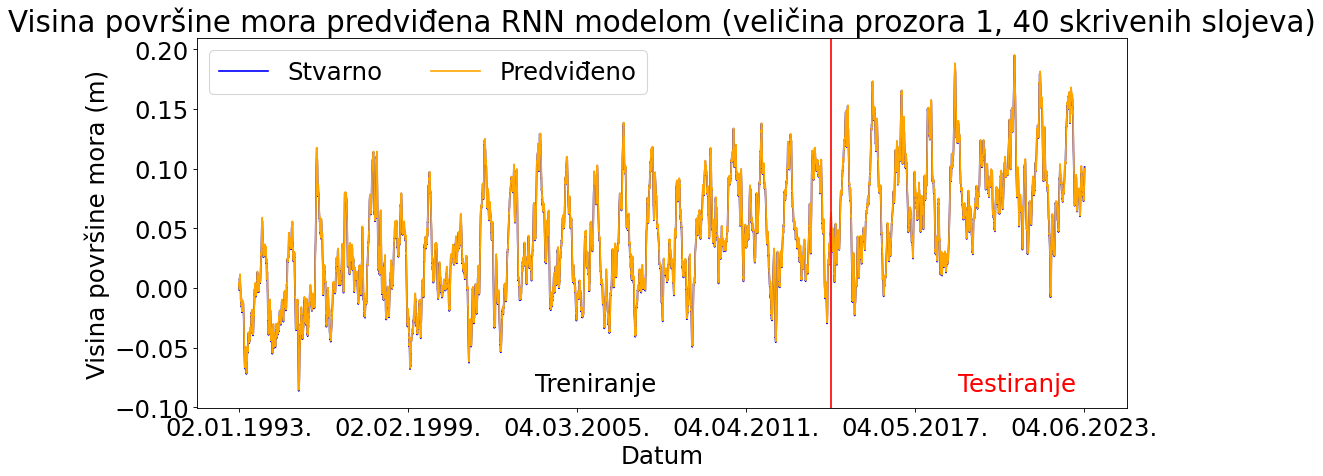 Visina površine mora predviđena RNN modelom (veličina prozora 1, 40 skrivenih slojeva)
Stvarno Predviđeno
Visina površine mora (m)
0.20
0.15
0.10
0.05
0.00
−0.05
−0.10
Treniranje Testiranje
02.01.1993. 02.02.1999. 04.03.2005. 04.04.2011. 04.05.2017. 04.06.2023.
Datum